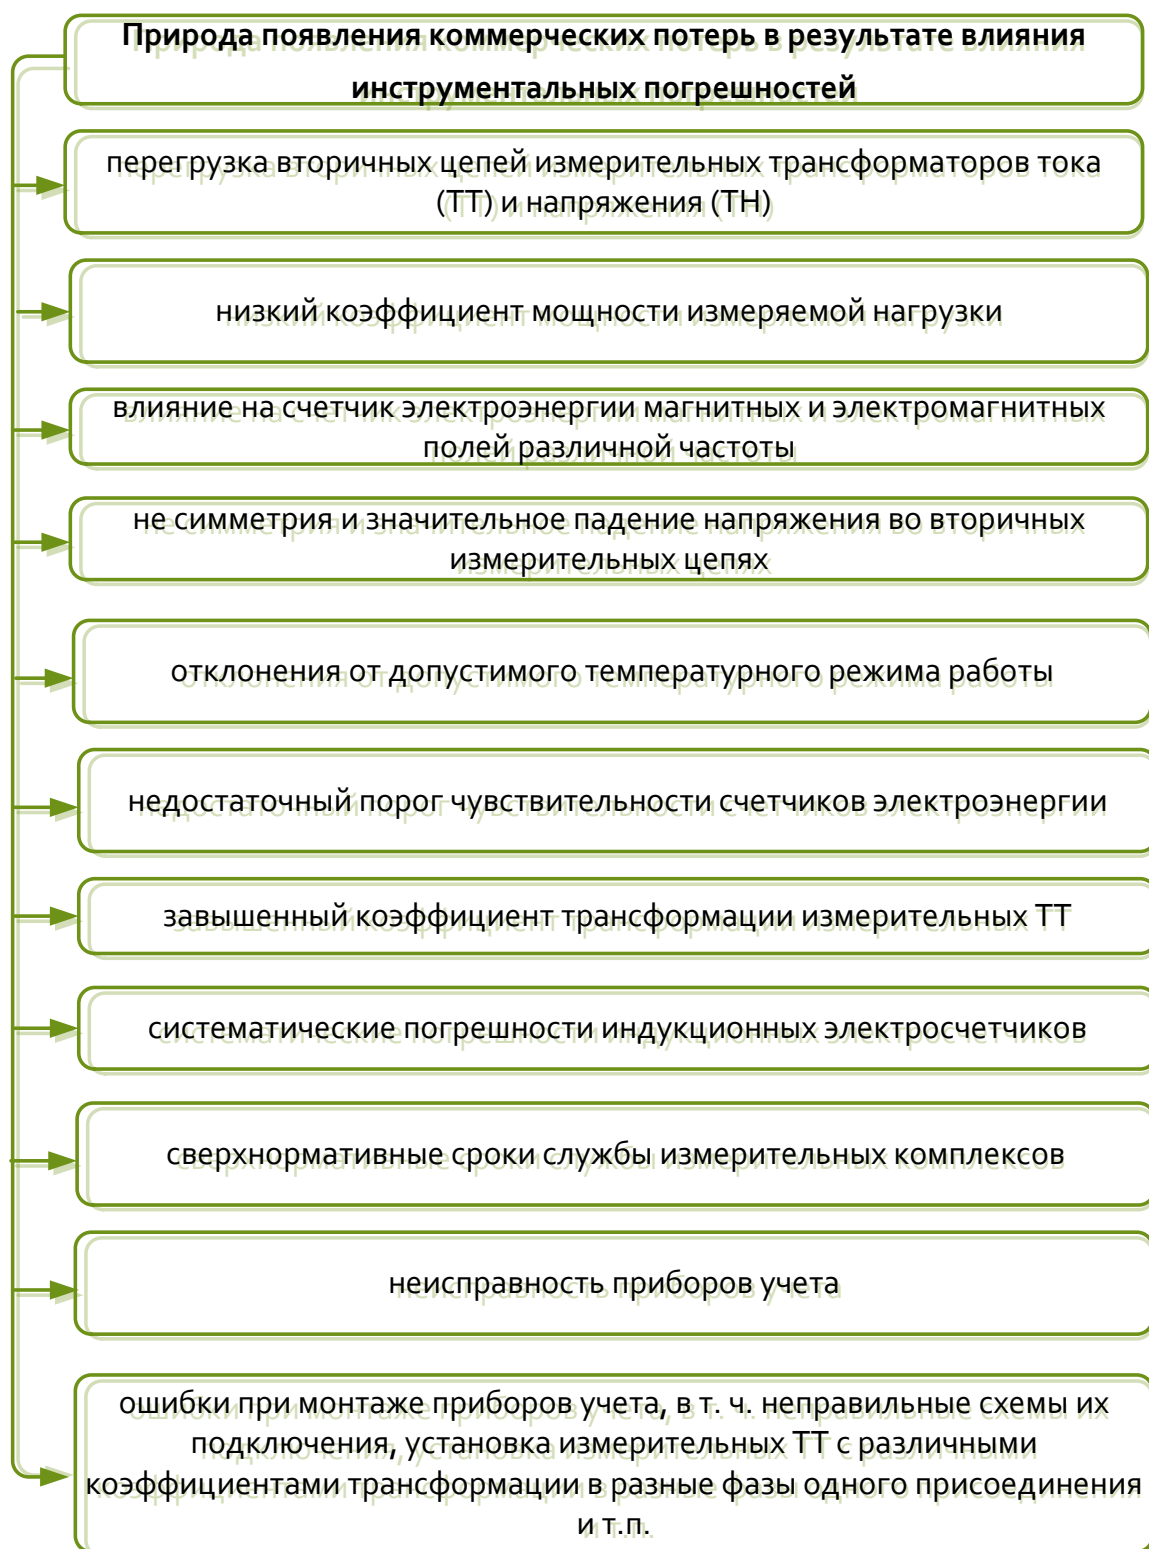 Природа появления коммерческих потерь в результате влияния
инструментальных погрешностей
перегрузка вторичных цепей измерительных трансформаторов тока
(ТТ) и напряжения (ТН)
низкий коэффициент мощности измеряемой нагрузки
влияние на счетчик электроэнергии магнитных и электромагнитных
полей различной частоты
не симметрия и значительное падение напряжения во вторичных
измерительных цепях
отклонения от допустимого температурного режима работы
недостаточный порог чувствительности счетчиков электроэнергии
завышенный коэффициент трансформации измерительных ТТ
систематические погрешности индукционных электросчетчиков
сверхнормативные сроки службы измерительных комплексов
неисправность приборов учета
ошибки при монтаже приборов учета, в т. ч. неправильные схемы их
подключения, установка измерительных ТТ с различными
коэффициентами трансформации в разные фазы одного присоединения
и т.п.